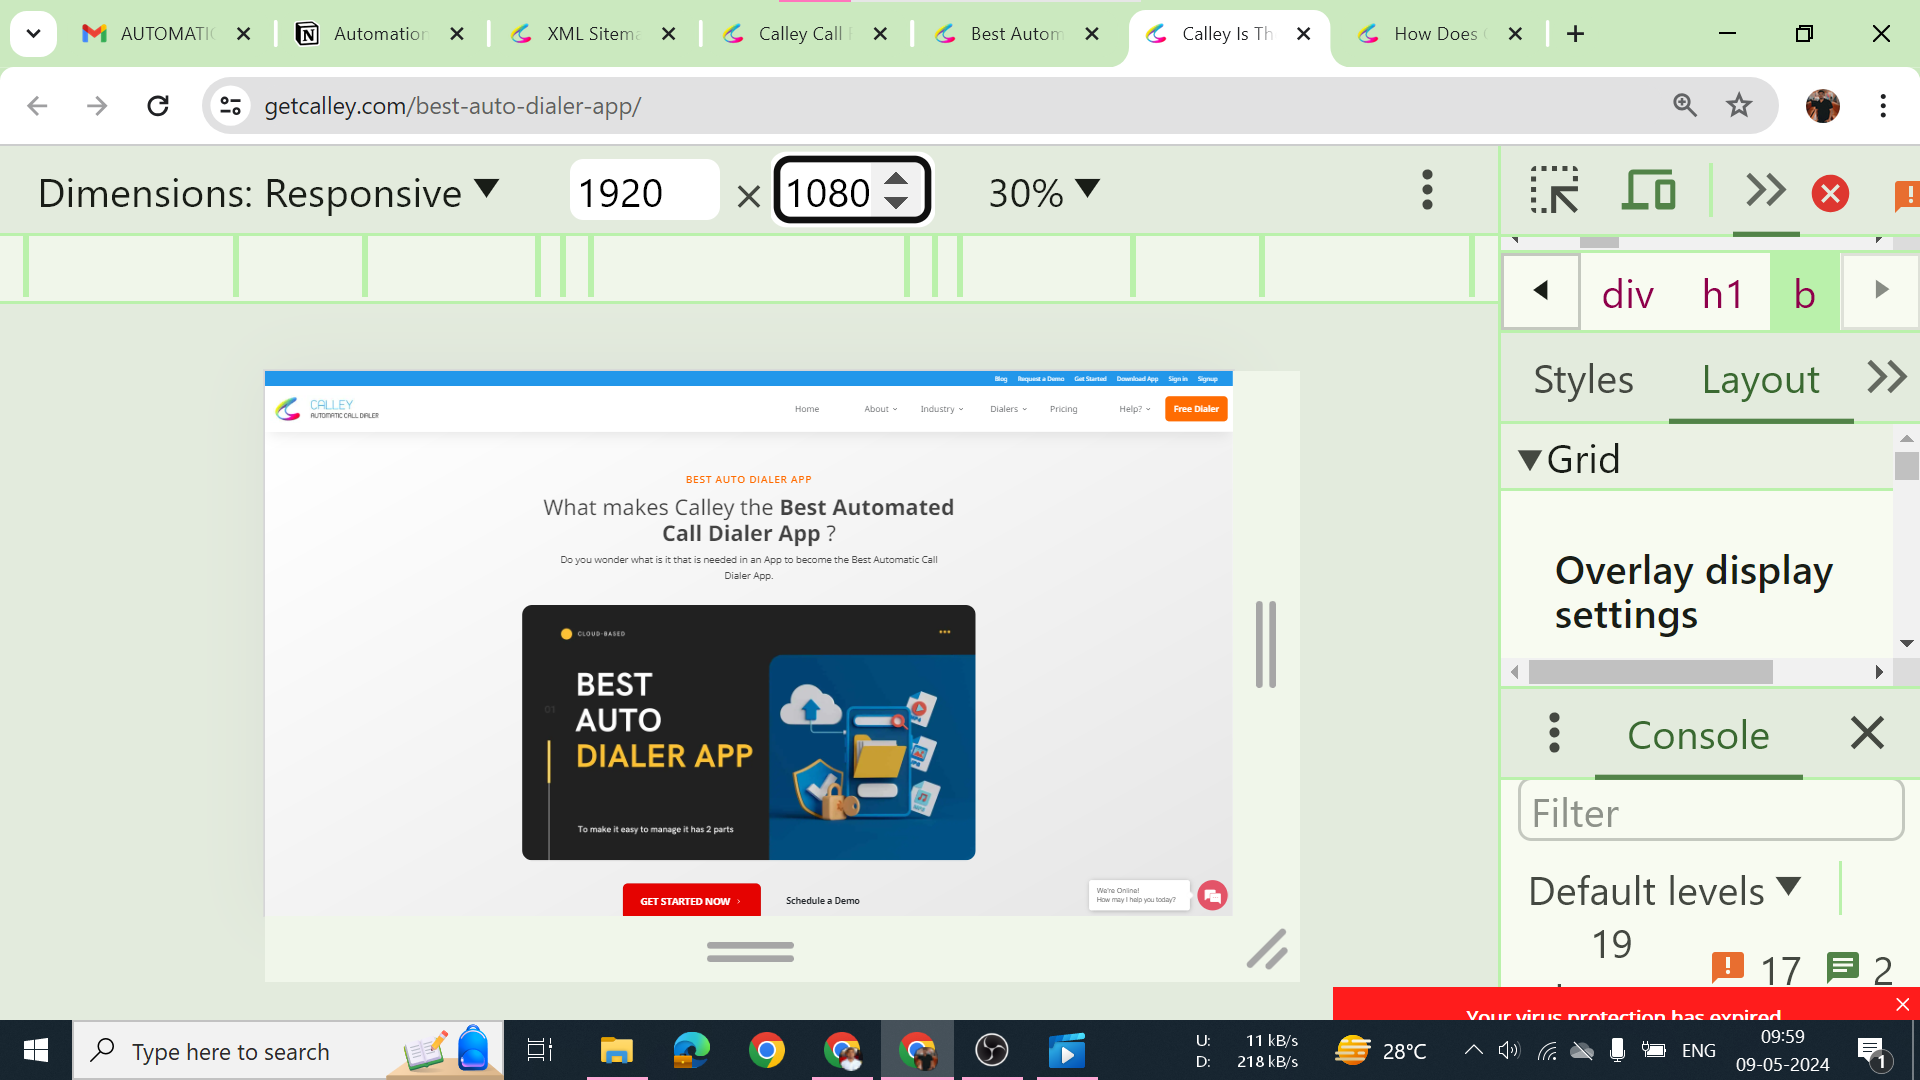 AUTOMATIC
Automation
XML Sitema
Calley Call
Best Autom
Calley Is Th
How Does
getcalley.com/best-auto-dialer-app/
Dimensions: Responsive
1920
×
1080
30%
div
h1
b
Styles
Layout
Grid
Overlay display
settings
Blog
Request a Demo
Get Started
Download App
Sign in
Signup
CALLEY
AUTOMATIC CALL DIALER
Home
About
Industry
Dialers
Pricing
Help?
Free Dialer
BEST AUTO DIALER APP
What makes Calley the Best Automated
Call Dialer App ?
Do you wonder what is it that is needed in an App to become the Best Automatic Call
Dialer App.
CLOUD-BASED
01
BEST
AUTO
DIALER APP
To make it easy to manage it has 2 parts
GET STARTED NOW
Schedule a Demo
We're Online!
How may I help you today?
Console
Filter
Default levels
19
17
2
Your virus protection has expired
Type here to search
U: 11 kB/s
D: 218 kB/s
28°C
ENG
09:59
09-05-2024
1